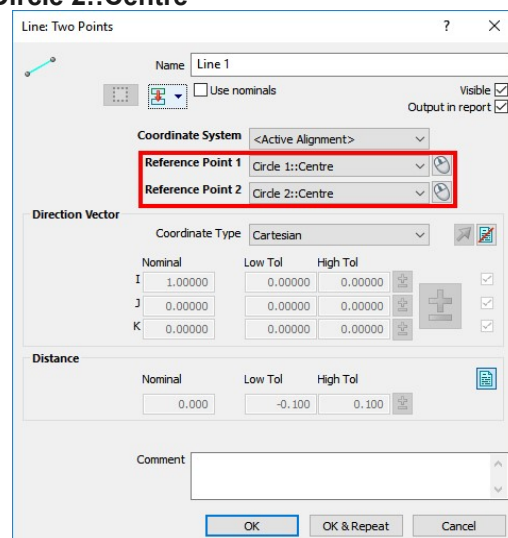 Circle 2::Centre
Line: Two Points ? ×
Name Line 1
Use nominals Visible
Output in report
Coordinate System <Active Alignment>
Reference Point 1 Circle 1::Centre
Reference Point 2 Circle 2::Centre
Direction Vector
Coordinate Type Cartesian
Nominal Low Tol High Tol
I 1.00000 0.00000 0.00000
J 0.00000 0.00000 0.00000
K 0.00000 0.00000 0.00000
Distance
Nominal Low Tol High Tol
0.000 -0.100 0.100
Comment
OK OK & Repeat Cancel